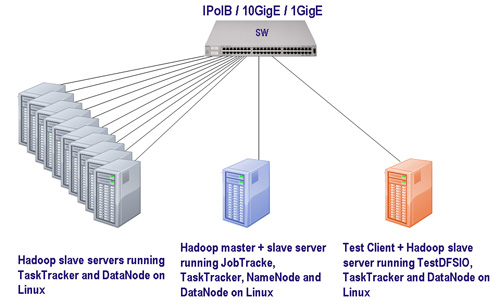 IPoIB / 10GigE / 1GigE
SW
Hadoop slave servers running
TaskTracker and DataNode on
Linux
Hadoop master + slave server
running JobTracke,
TaskTracker, NameNode and
DataNode on Linux
Test Client + Hadoop slave
server running TestDFSIO,
TaskTracker and DataNode on
Linux